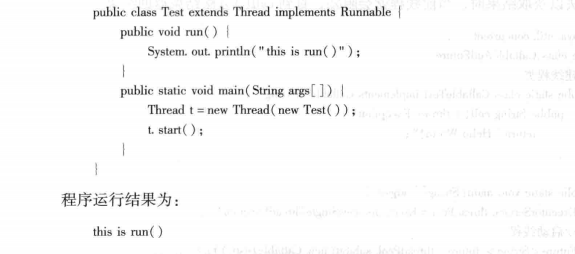 public class Test extends Thread implements Runnable {
public void run() {
System. out. println("this is run()");
}
public static void main(String args[]) {
Thread t = new Thread(new Test());
t. start();
}
}
程序运行结果为：
this is run()